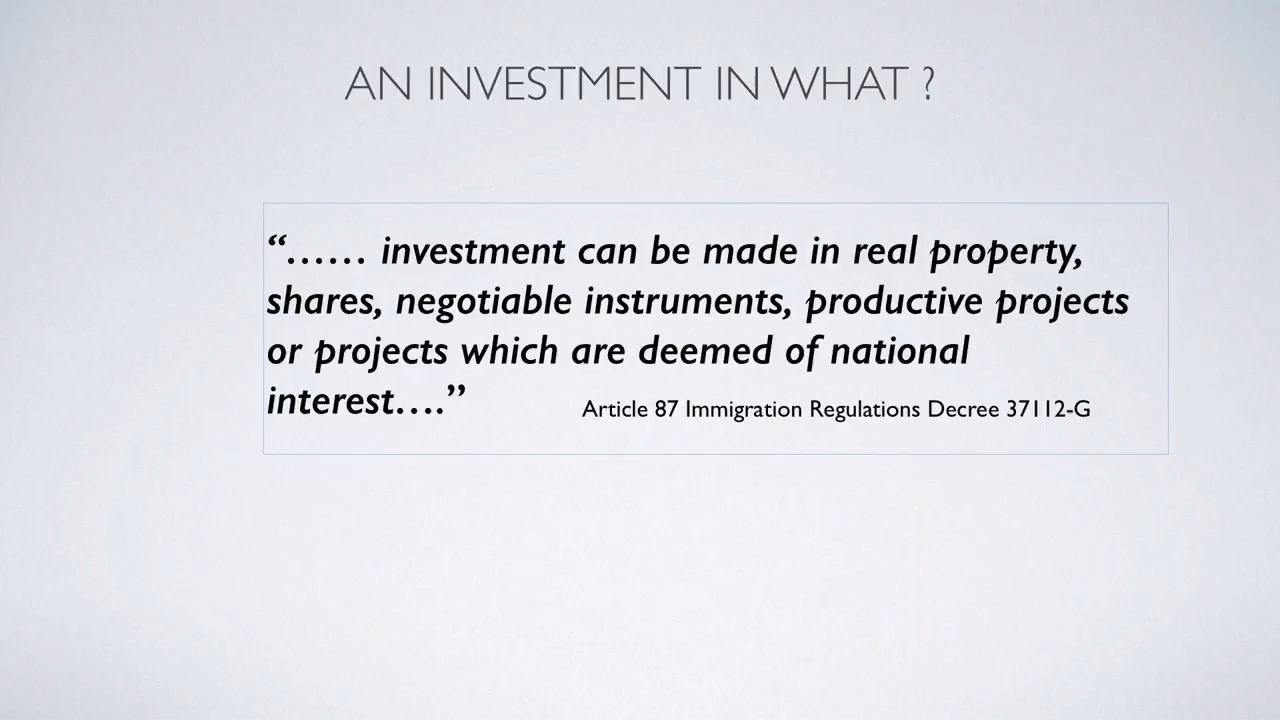 AN INVESTMENT IN WHAT ?
“…… investment can be made in real property,
shares, negotiable instruments, productive projects
or projects which are deemed of national
interest….” Article 87 Immigration Regulations Decree 37112-G